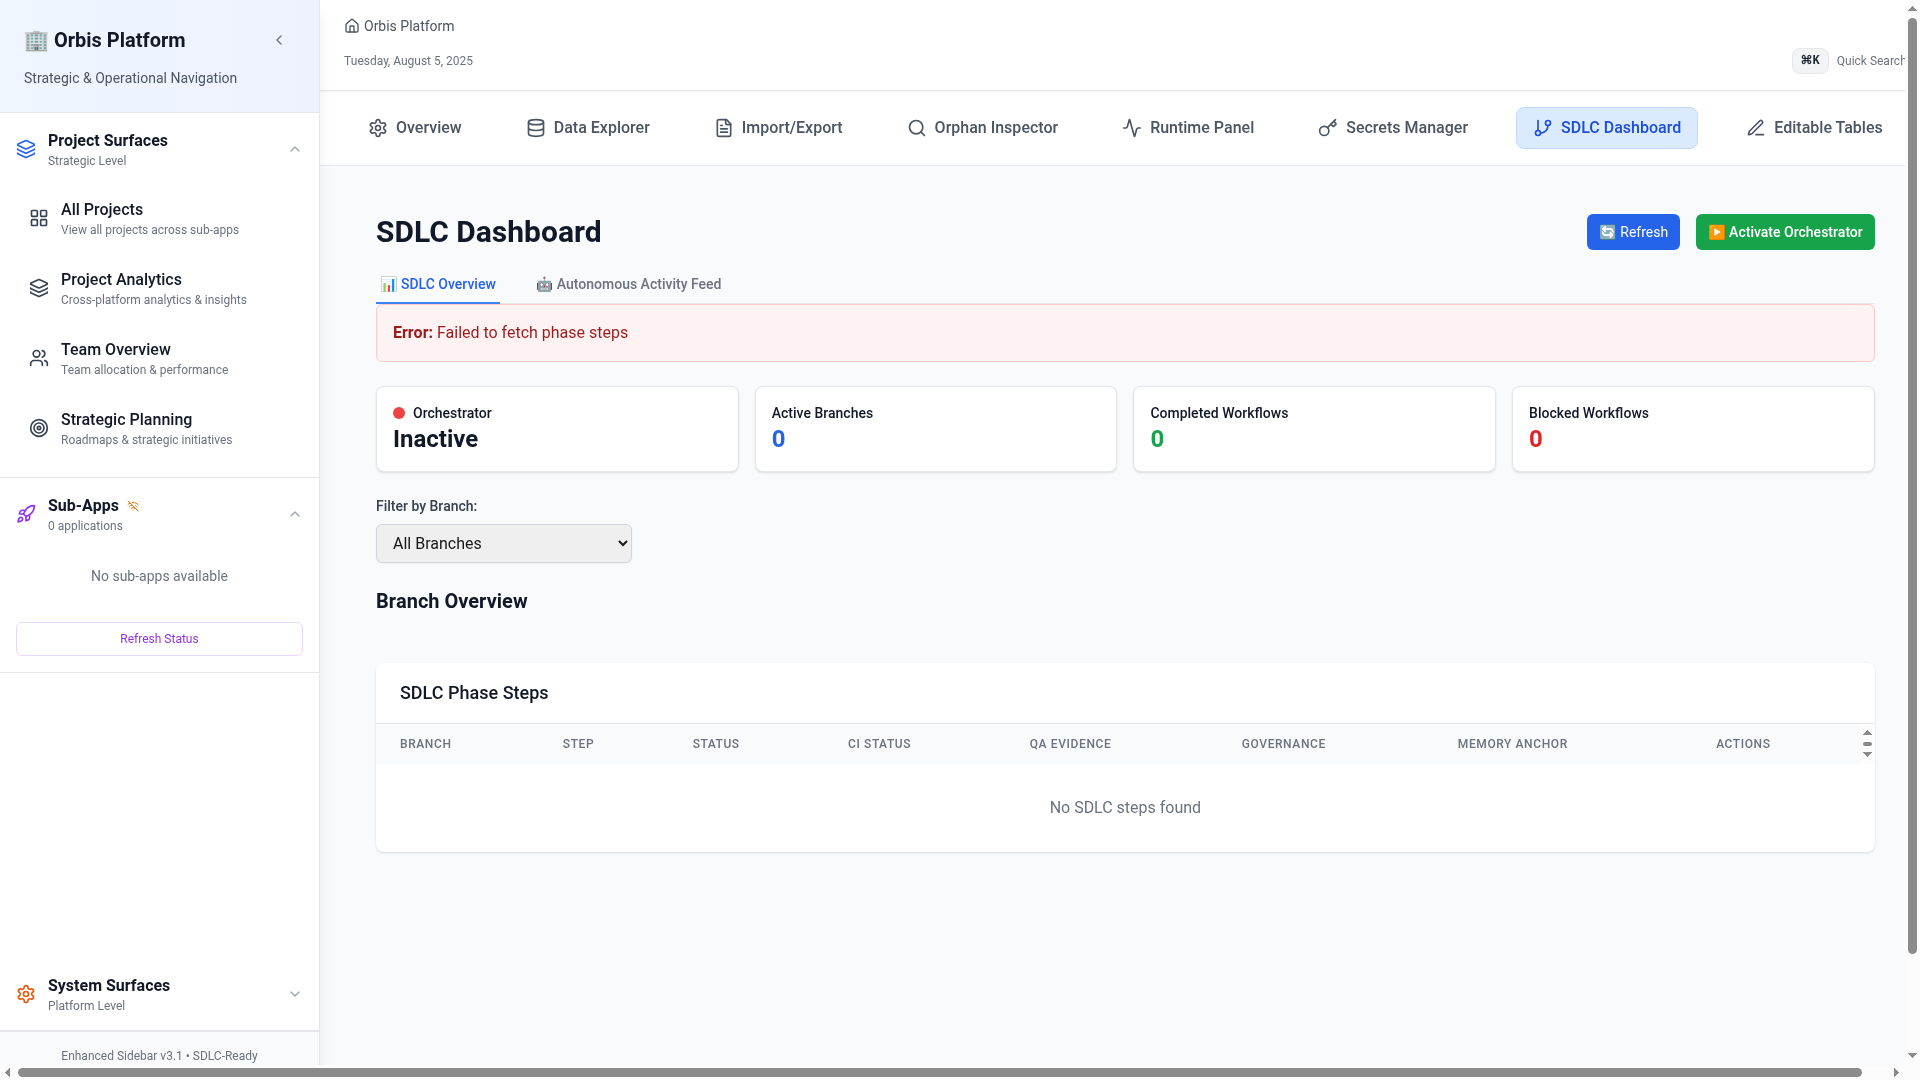 🏢 Orbis Platform
Strategic & Operational Navigation
Project Surfaces
Strategic Level
All Projects
View all projects across sub-apps
Project Analytics
Cross-platform analytics & insights
Team Overview
Team allocation & performance
Strategic Planning
Roadmaps & strategic initiatives
Sub-Apps
0 applications
No sub-apps available
Refresh Status
System Surfaces
Platform Level
Enhanced Sidebar v3.1 • SDLC-Ready
Orbis Platform
Tuesday, August 5, 2025
⌘K Quick Search
Overview Data Explorer Import/Export Orphan Inspector Runtime Panel Secrets Manager SDLC Dashboard Editable Tables
SDLC Dashboard
🔄 Refresh ▶️ Activate Orchestrator
📊 SDLC Overview 🤖 Autonomous Activity Feed
Error: Failed to fetch phase steps
Orchestrator
Inactive
Active Branches
0
Completed Workflows
0
Blocked Workflows
0
Filter by Branch:
All Branches
Branch Overview
SDLC Phase Steps
BRANCH STEP STATUS CI STATUS QA EVIDENCE GOVERNANCE MEMORY ANCHOR ACTIONS
No SDLC steps found